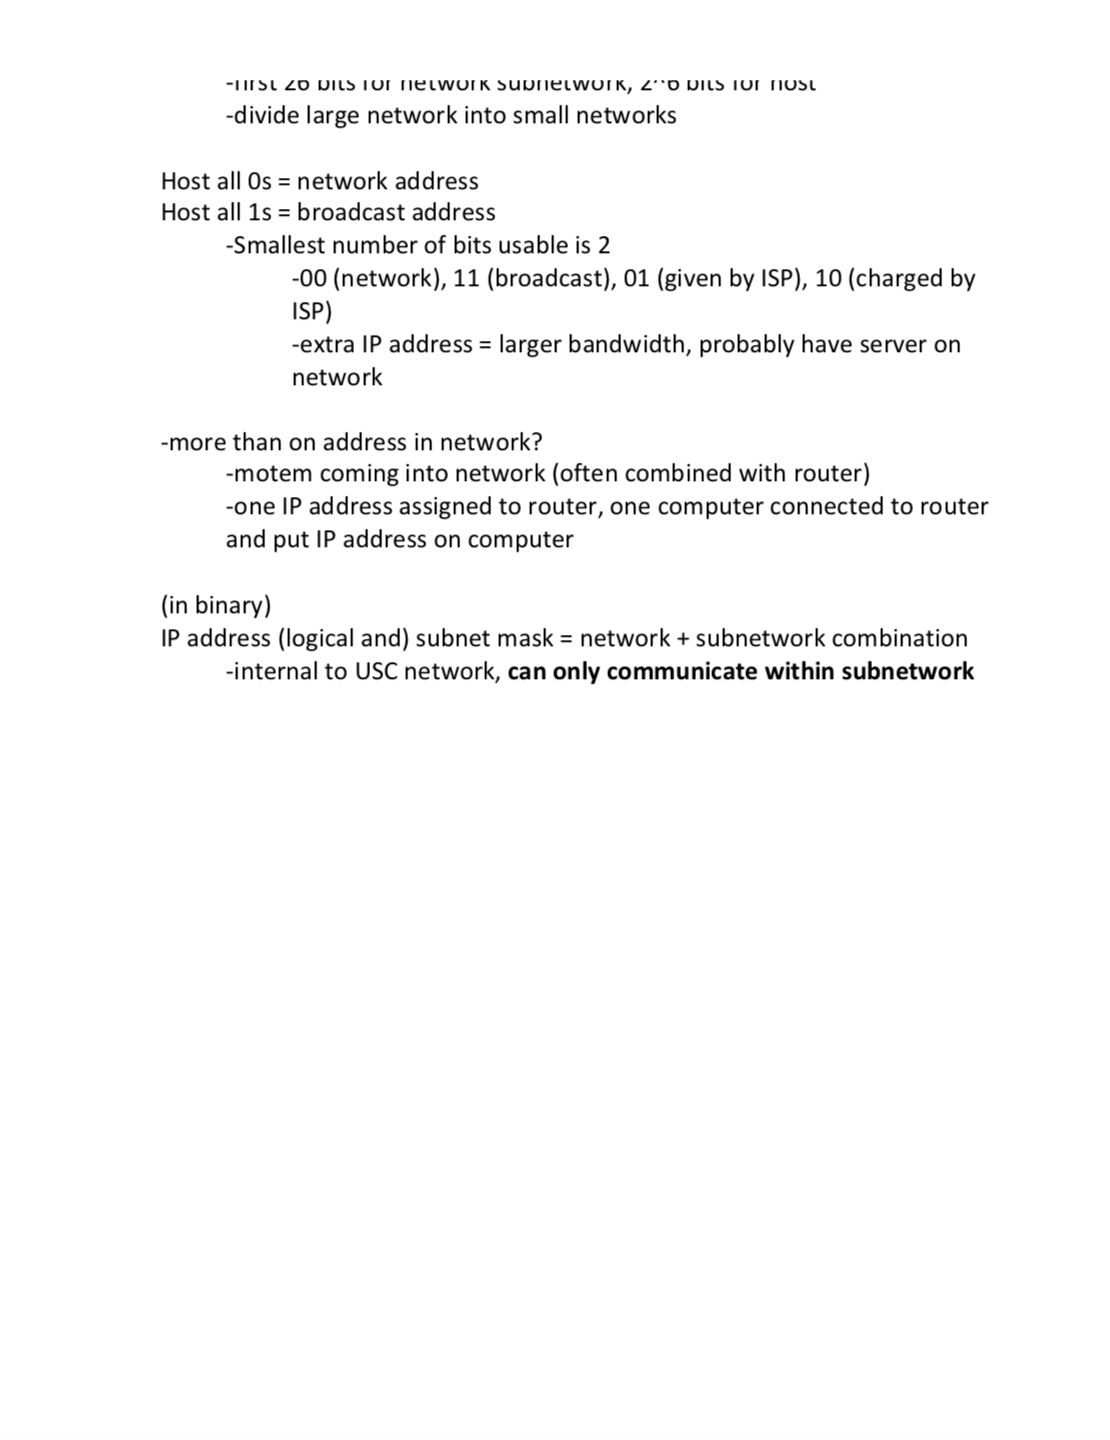 -first 26 bits for network subnetwork, 2^6 bits for host
-divide large network into small networks
Host all 0s = network address
Host all 1s = broadcast address
-Smallest number of bits usable is 2
-00 (network), 11 (broadcast), 01 (given by ISP), 10 (charged by
ISP)
-extra IP address = larger bandwidth, probably have server on
network
-more than on address in network?
-motem coming into network (often combined with router)
-one IP address assigned to router, one computer connected to router
and put IP address on computer
(in binary)
IP address (logical and) subnet mask = network + subnetwork combination
-internal to USC network, can only communicate within subnetwork